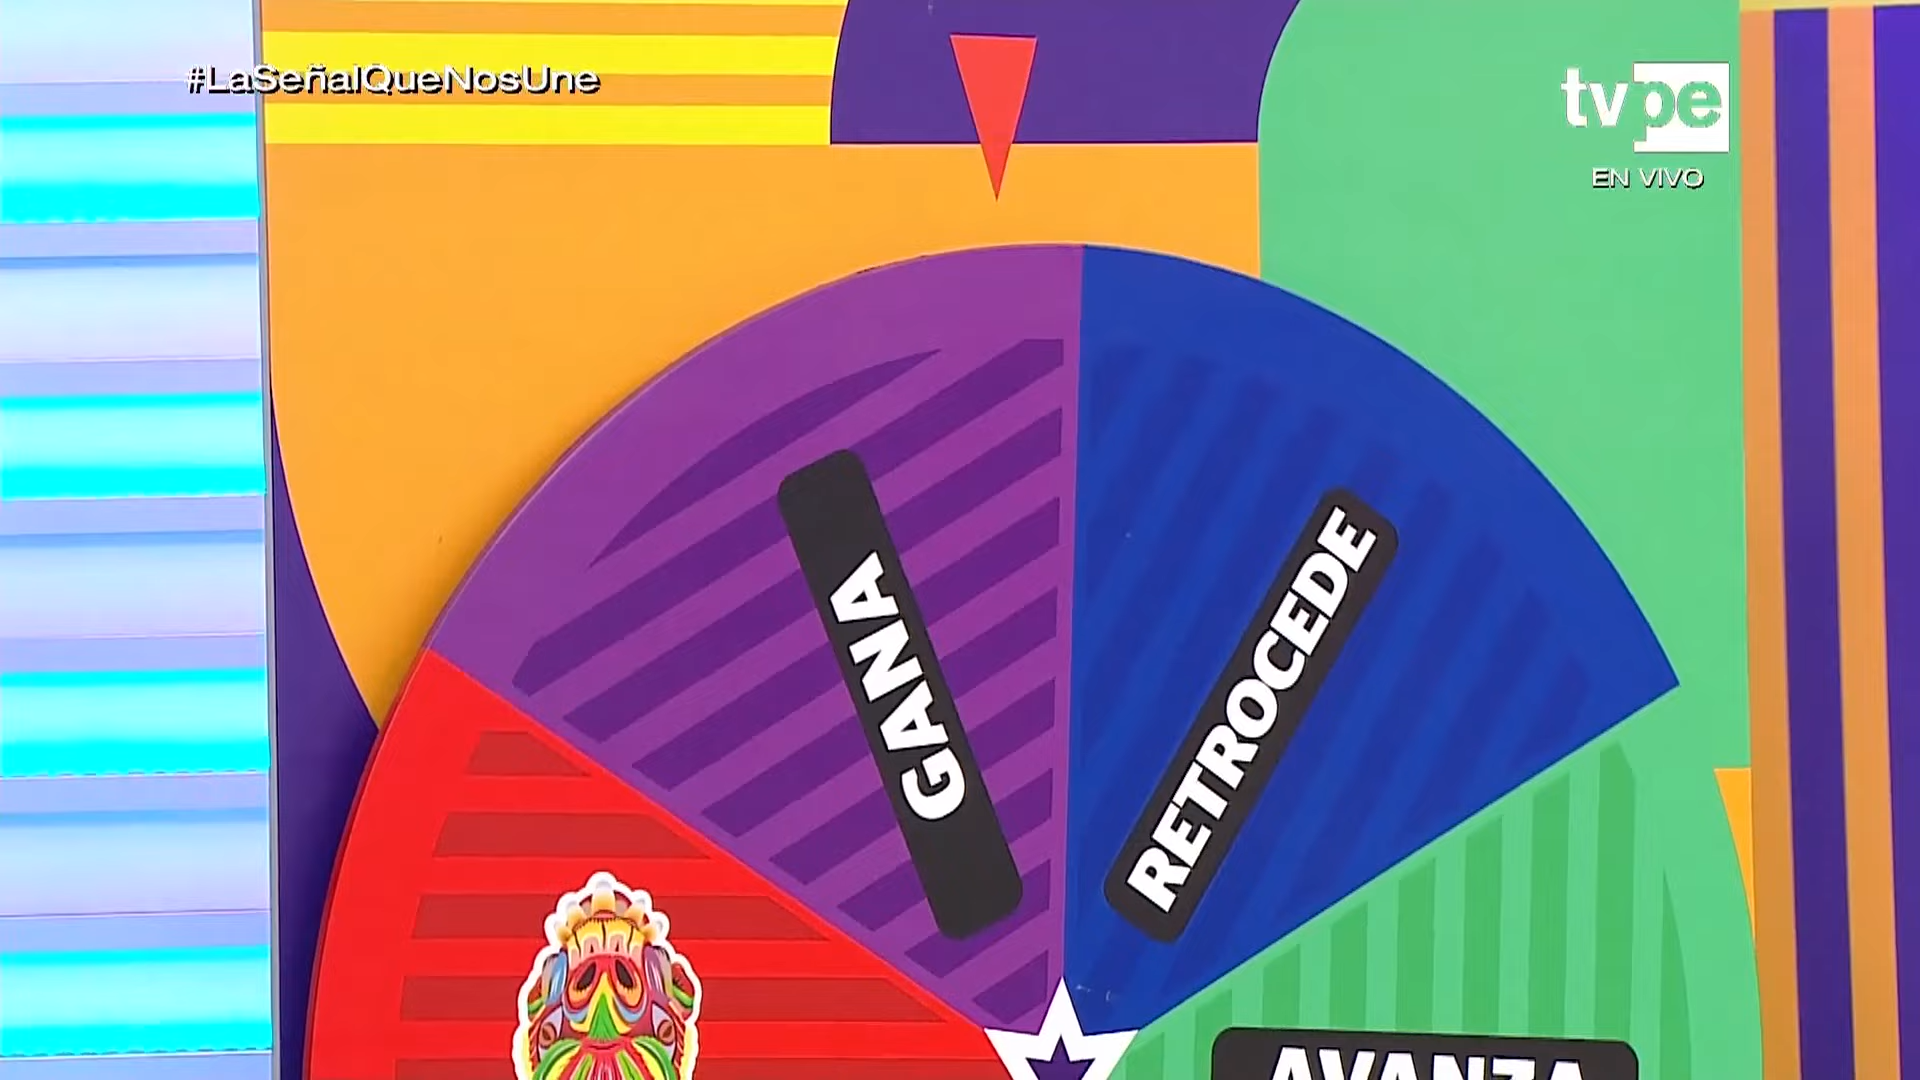 #LaSeñalQueNosUne
tvpe
EN VIVO
GANA
RETROCEDE
AVANZA